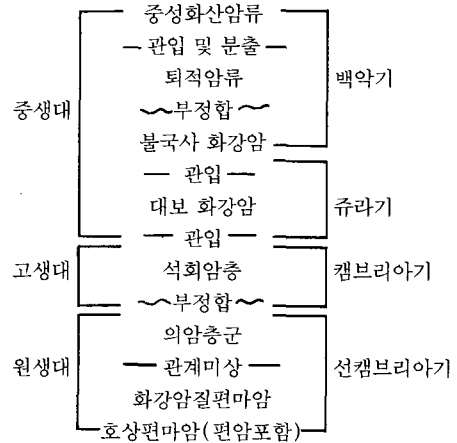 중성화산암류
관입 및 분출
퇴적암류
백악기
중생대
부정합
불국사 화강암
관입
대보 화강암
쥬라기
관입
고생대
석회암층
캠브리아기
부정합
의암층군
원생대
관계미상
선캠브리아기
화강암질편마암
호상편마암(편암포함)